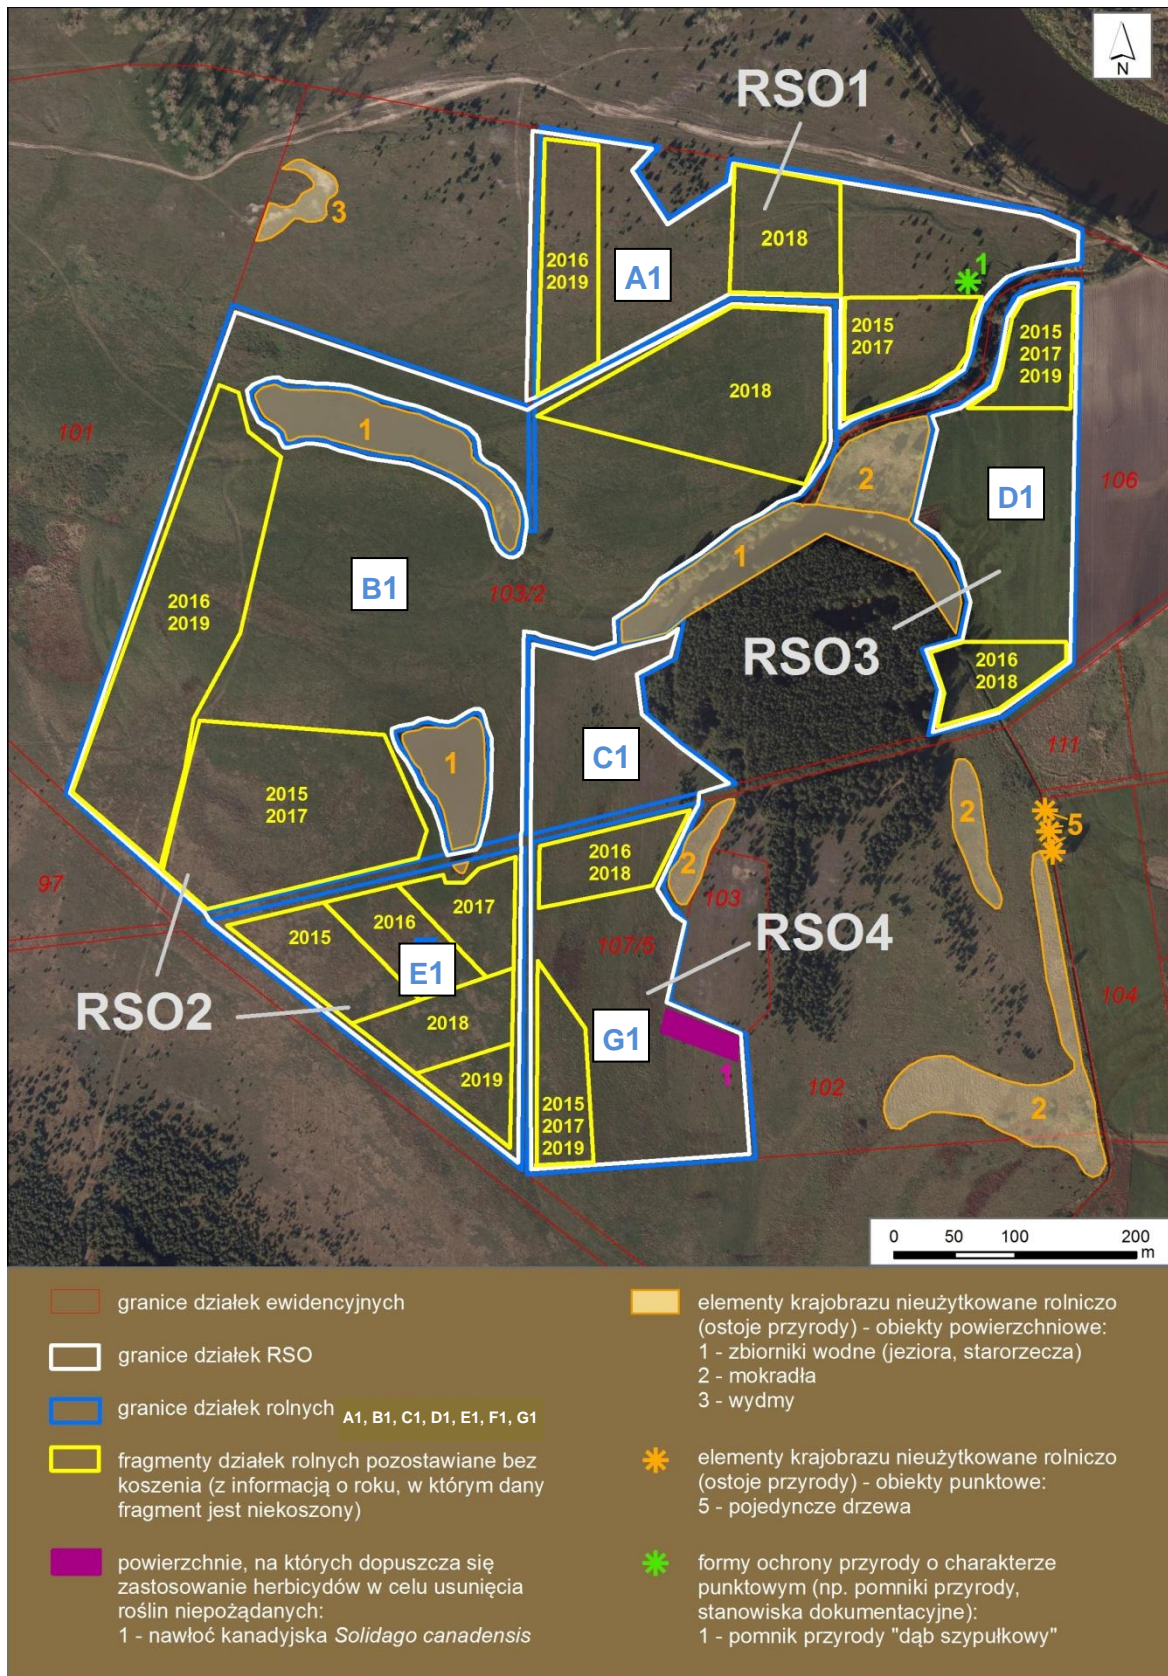 N
RSO1
3
2018
1
2016
2019
A1
2015
2017
2015
2017
2019
2018
101
1
2
D1
106
B1
103/2
1
2016
2019
RSO3
2016
2018
C1
111
1
2015
2017
2
5
2016
2018
2
97
103
2017
2016
2015
RSO4
107/5
E1
104
RSO2
2018
G1
1
102
2019
2015
2017
2019
2
0 50 100 200
m
granice działek ewidencyjnych
granice działek RSO
granice działek rolnych A1, B1, C1, D1, E1, F1, G1
fragmenty działek rolnych pozostawiane bez
koszenia (z informacją o roku, w którym dany
fragment jest niekoszony)
powierzchnie, na których dopuszcza się
zastosowanie herbicydów w celu usunięcia
roślin niepożądanych:
1 - nawłoć kanadyjska Solidago canadensis
elementy krajobrazu nieużytkowane rolniczo
(ostoje przyrody) - obiekty powierzchniowe:
1 - zbiorniki wodne (jeziora, starorzecza)
2 - mokradła
3 - wydmy
elementy krajobrazu nieużytkowane rolniczo
(ostoje przyrody) - obiekty punktowe:
5 - pojedyncze drzewa
formy ochrony przyrody o charakterze
punktowym (np. pomniki przyrody,
stanowiska dokumentacyjne):
1 - pomnik przyrody "dąb szypułkowy"